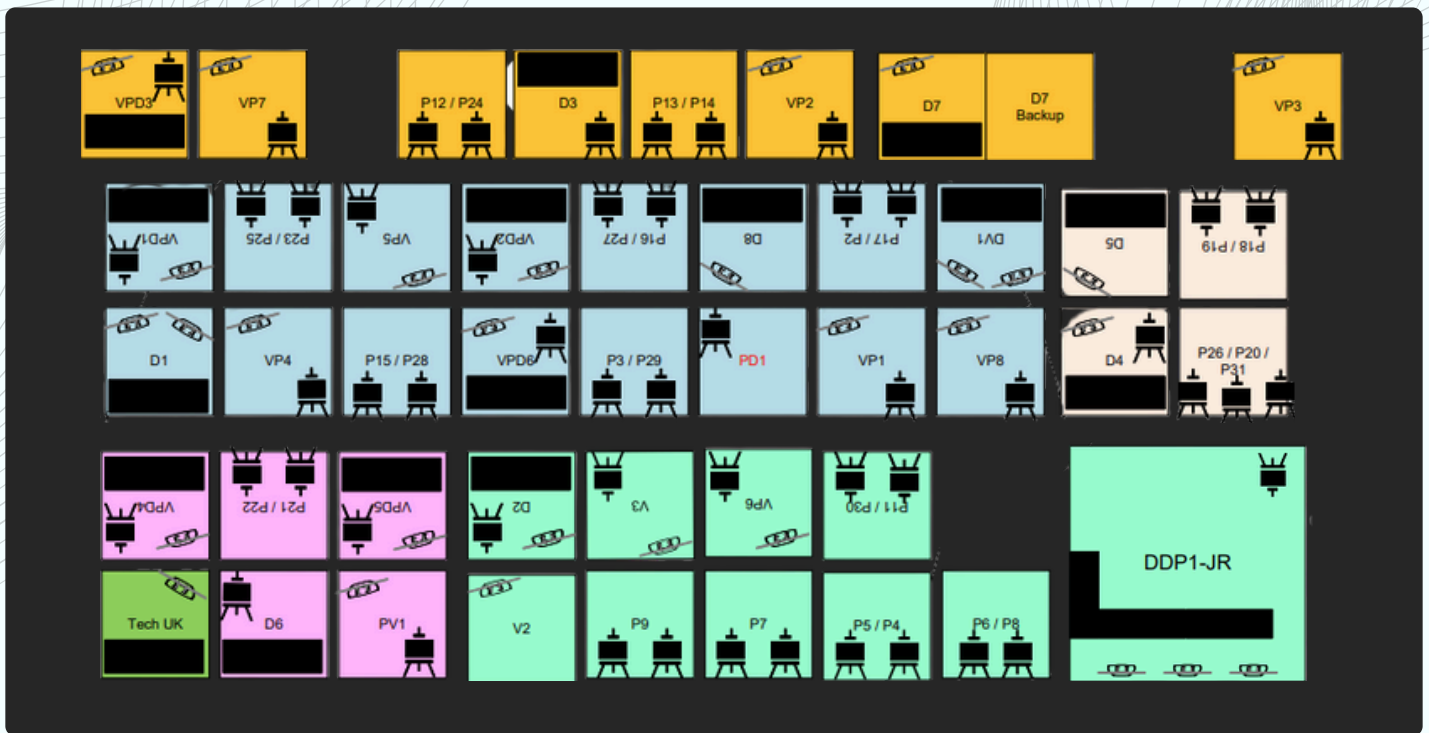 VPD3
VP7
P12 / P24
D3
P13 / P14
VP2
D7
D7
Backup
VP3
VPD1
P23 / P25
VP5
VPD2
P16 / P27
D8
P17 / P2
DV1
D5
P18 / P19
D1
VP4
P15 / P28
VPD6
P3 / P29
PD1
VP1
VP8
D4
P26 / P20 /
P31
VPD4
P21 / P22
VPD5
D2
V3
VP6
P11 / P30
DDP1-JR
Tech UK
D6
PV1
V2
P9
P7
P5 / P4
P6 / P8